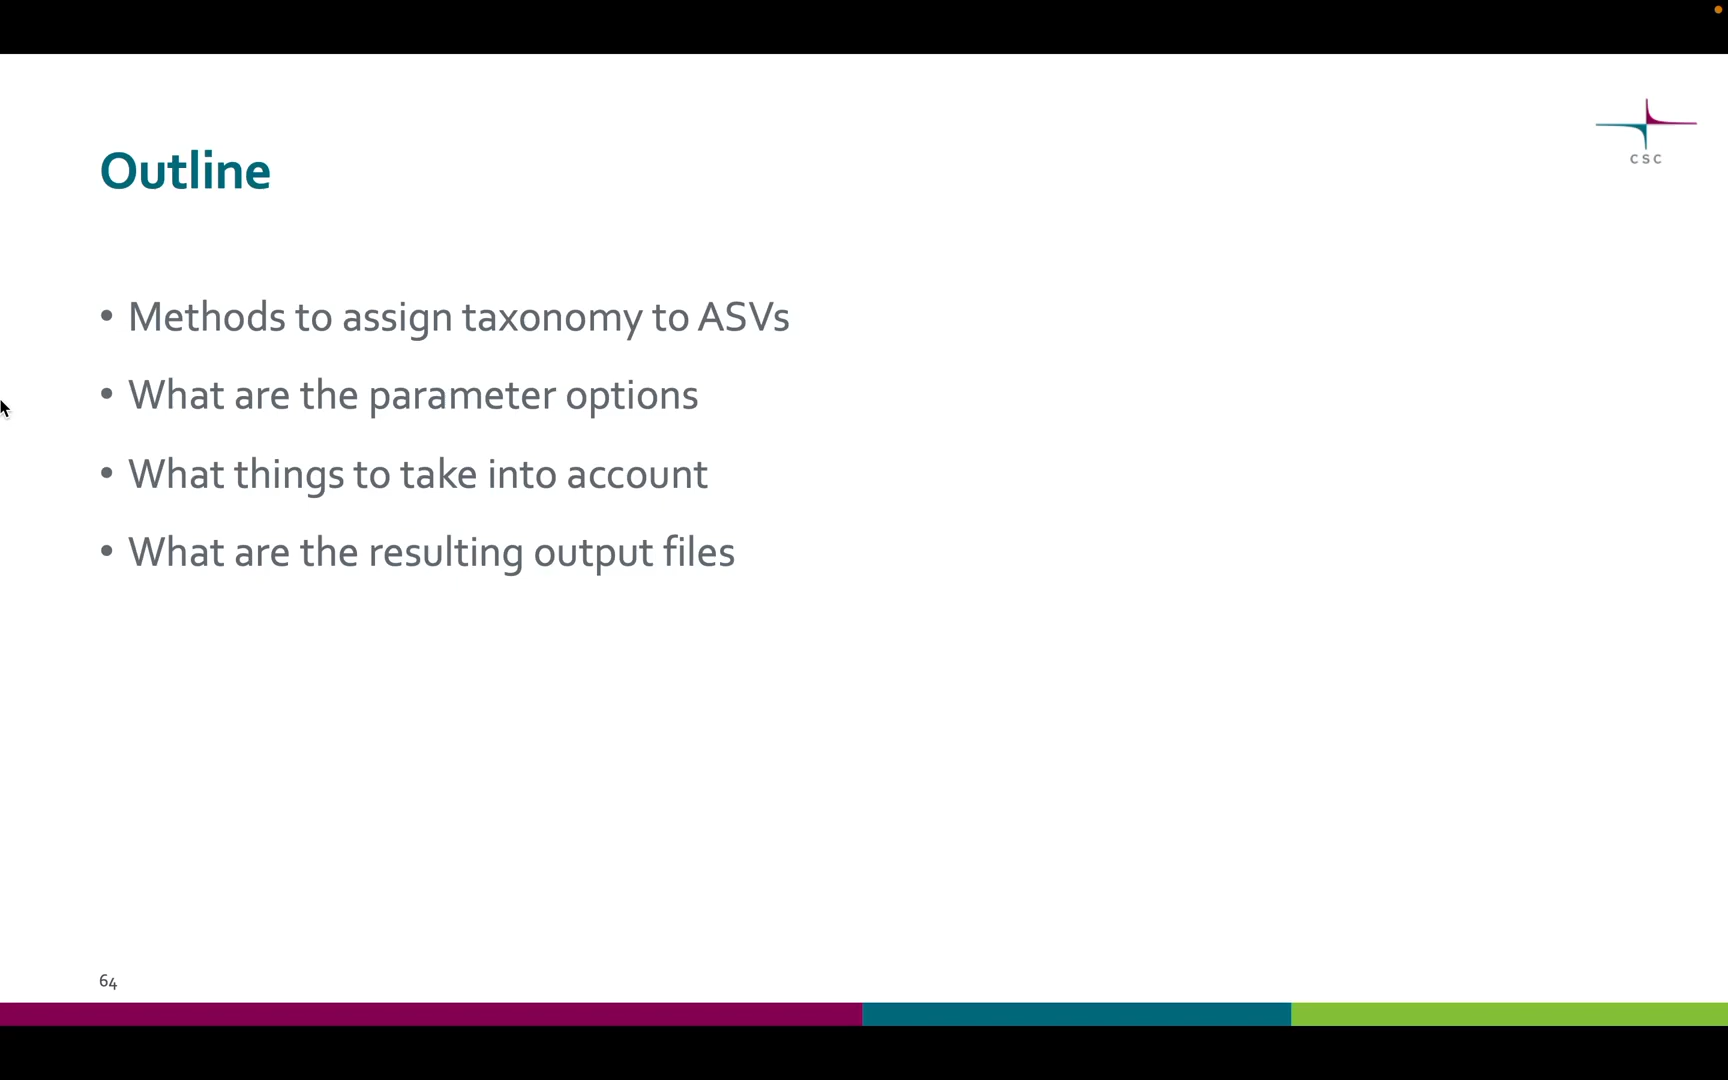 CSC
Outline
• Methods to assign taxonomy to ASVs
• What are the parameter options
• What things to take into account
• What are the resulting output files
64